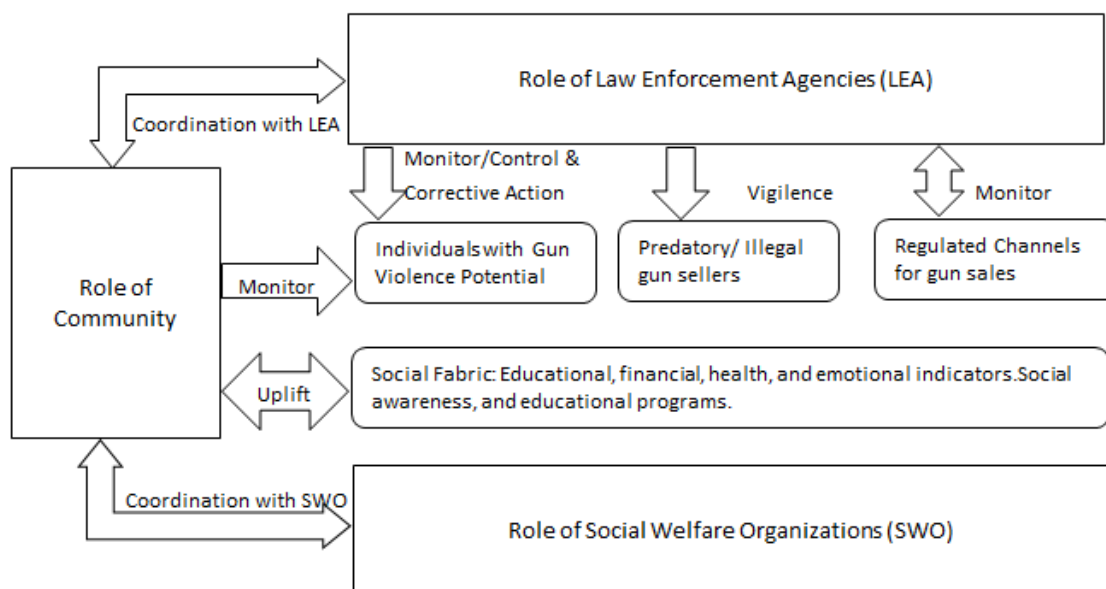 Role of Law Enforcement Agencies (LEA)
Coordination with LEA
Monitor/Control &
Corrective Action
Vigilence
Monitor
Individuals with Gun
Violence Potential
Predatory/ Illegal
gun sellers
Regulated Channels
for gun sales
Role of
Community
Monitor
Uplift
Social Fabric: Educational, financial, health, and emotional indicators.Social
awareness, and educational programs.
Coordination with SWO
Role of Social Welfare Organizations (SWO)